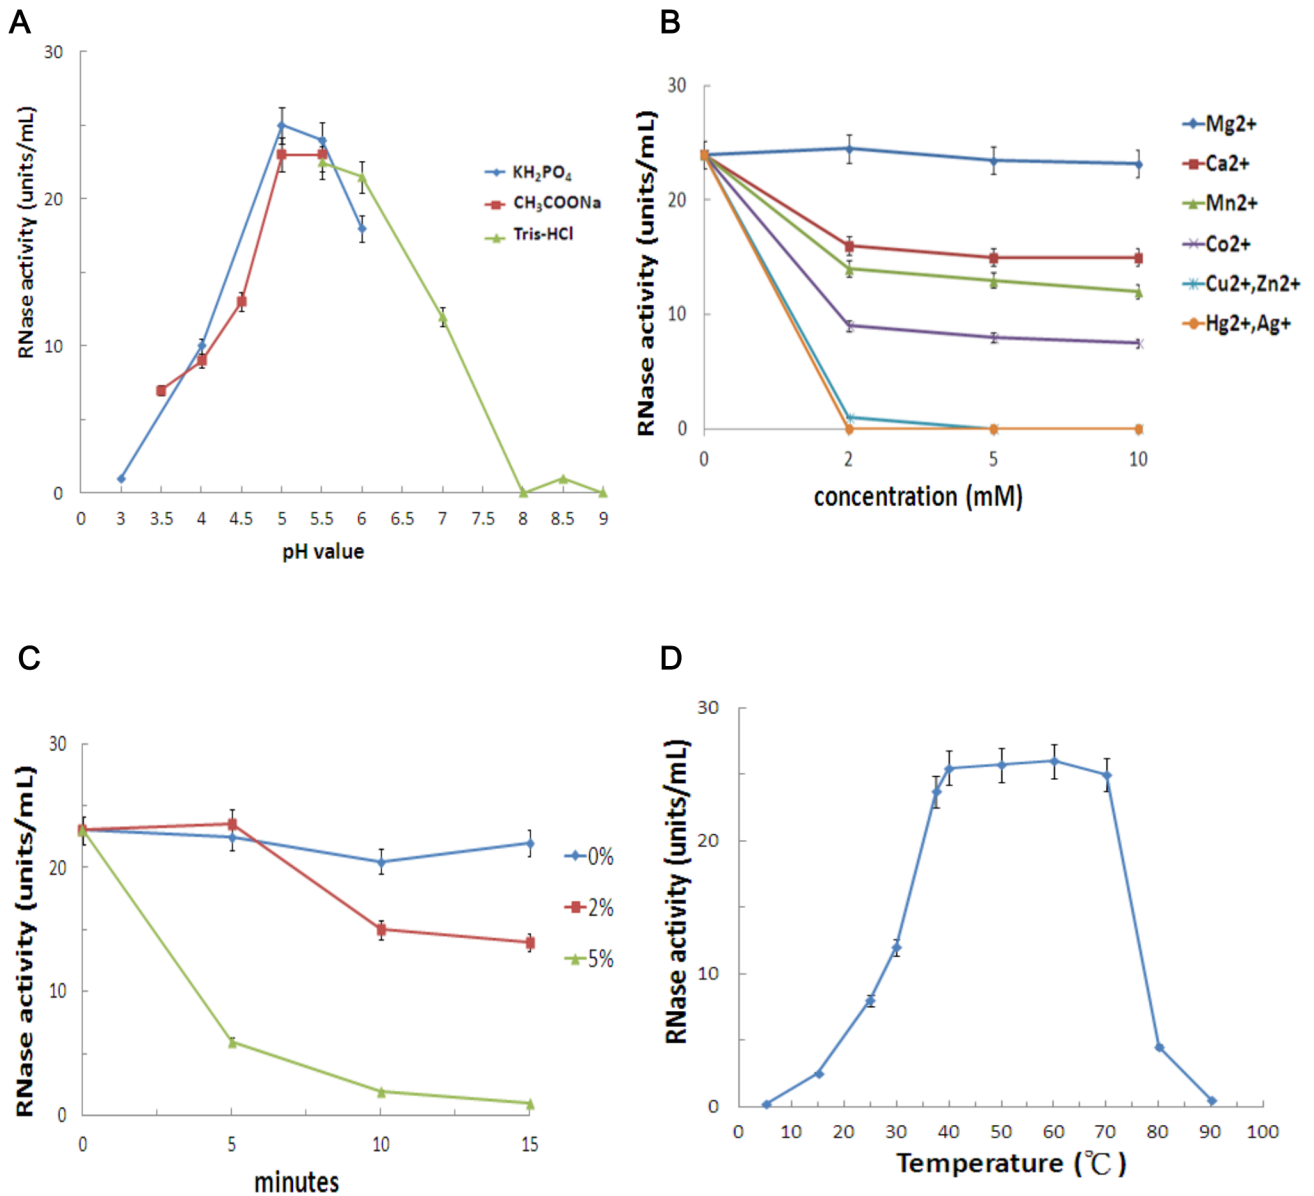 A
RNase activity (units/mL)
30
20
10
0
0 3 3.5 4 4.5 5 5.5 6 6.5 7 7.5 8 8.5 9
pH value
KH₂PO₄
CH₃COONa
Tris-HCl
B
RNase activity (units/mL)
30
20
10
0
0 2 5 10
concentration (mM)
Mg2+
Ca2+
Mn2+
Co2+
Cu2+,Zn2+
Hg2+,Ag+
C
RNase activity (units/mL)
30
20
10
0
0 5 10 15
minutes
0%
2%
5%
D
RNase activity (units/mL)
30
20
10
0
0 10 20 30 40 50 60 70 80 90 100
Temperature (℃)